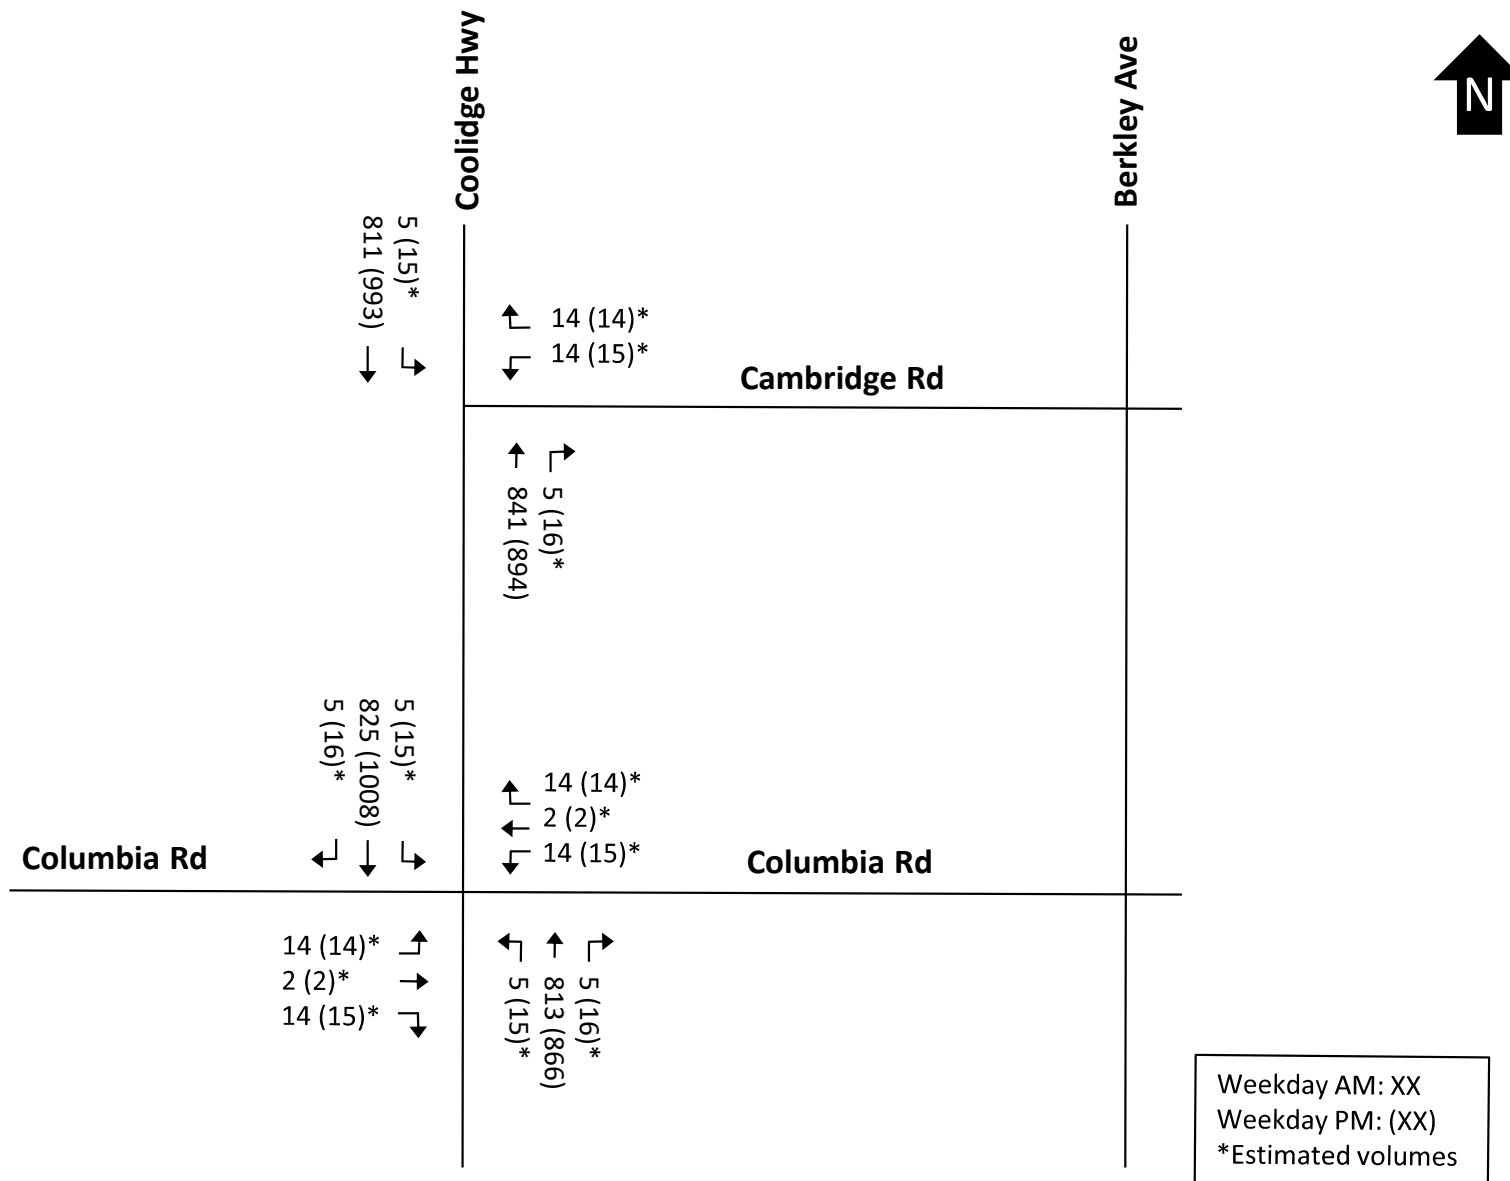 Coolidge Hwy
Berkley Ave
N
5 (15)*
811 (993)
14 (14)*
14 (15)*
Cambridge Rd
5 (16)*
841 (894)
5 (15)*
825 (1008)
5 (16)*
14 (14)*
2 (2)*
14 (15)*
Columbia Rd
Columbia Rd
14 (14)*
2 (2)*
14 (15)*
5 (16)*
813 (866)
5 (15)*
Weekday AM: XX
Weekday PM: (XX)
*Estimated volumes